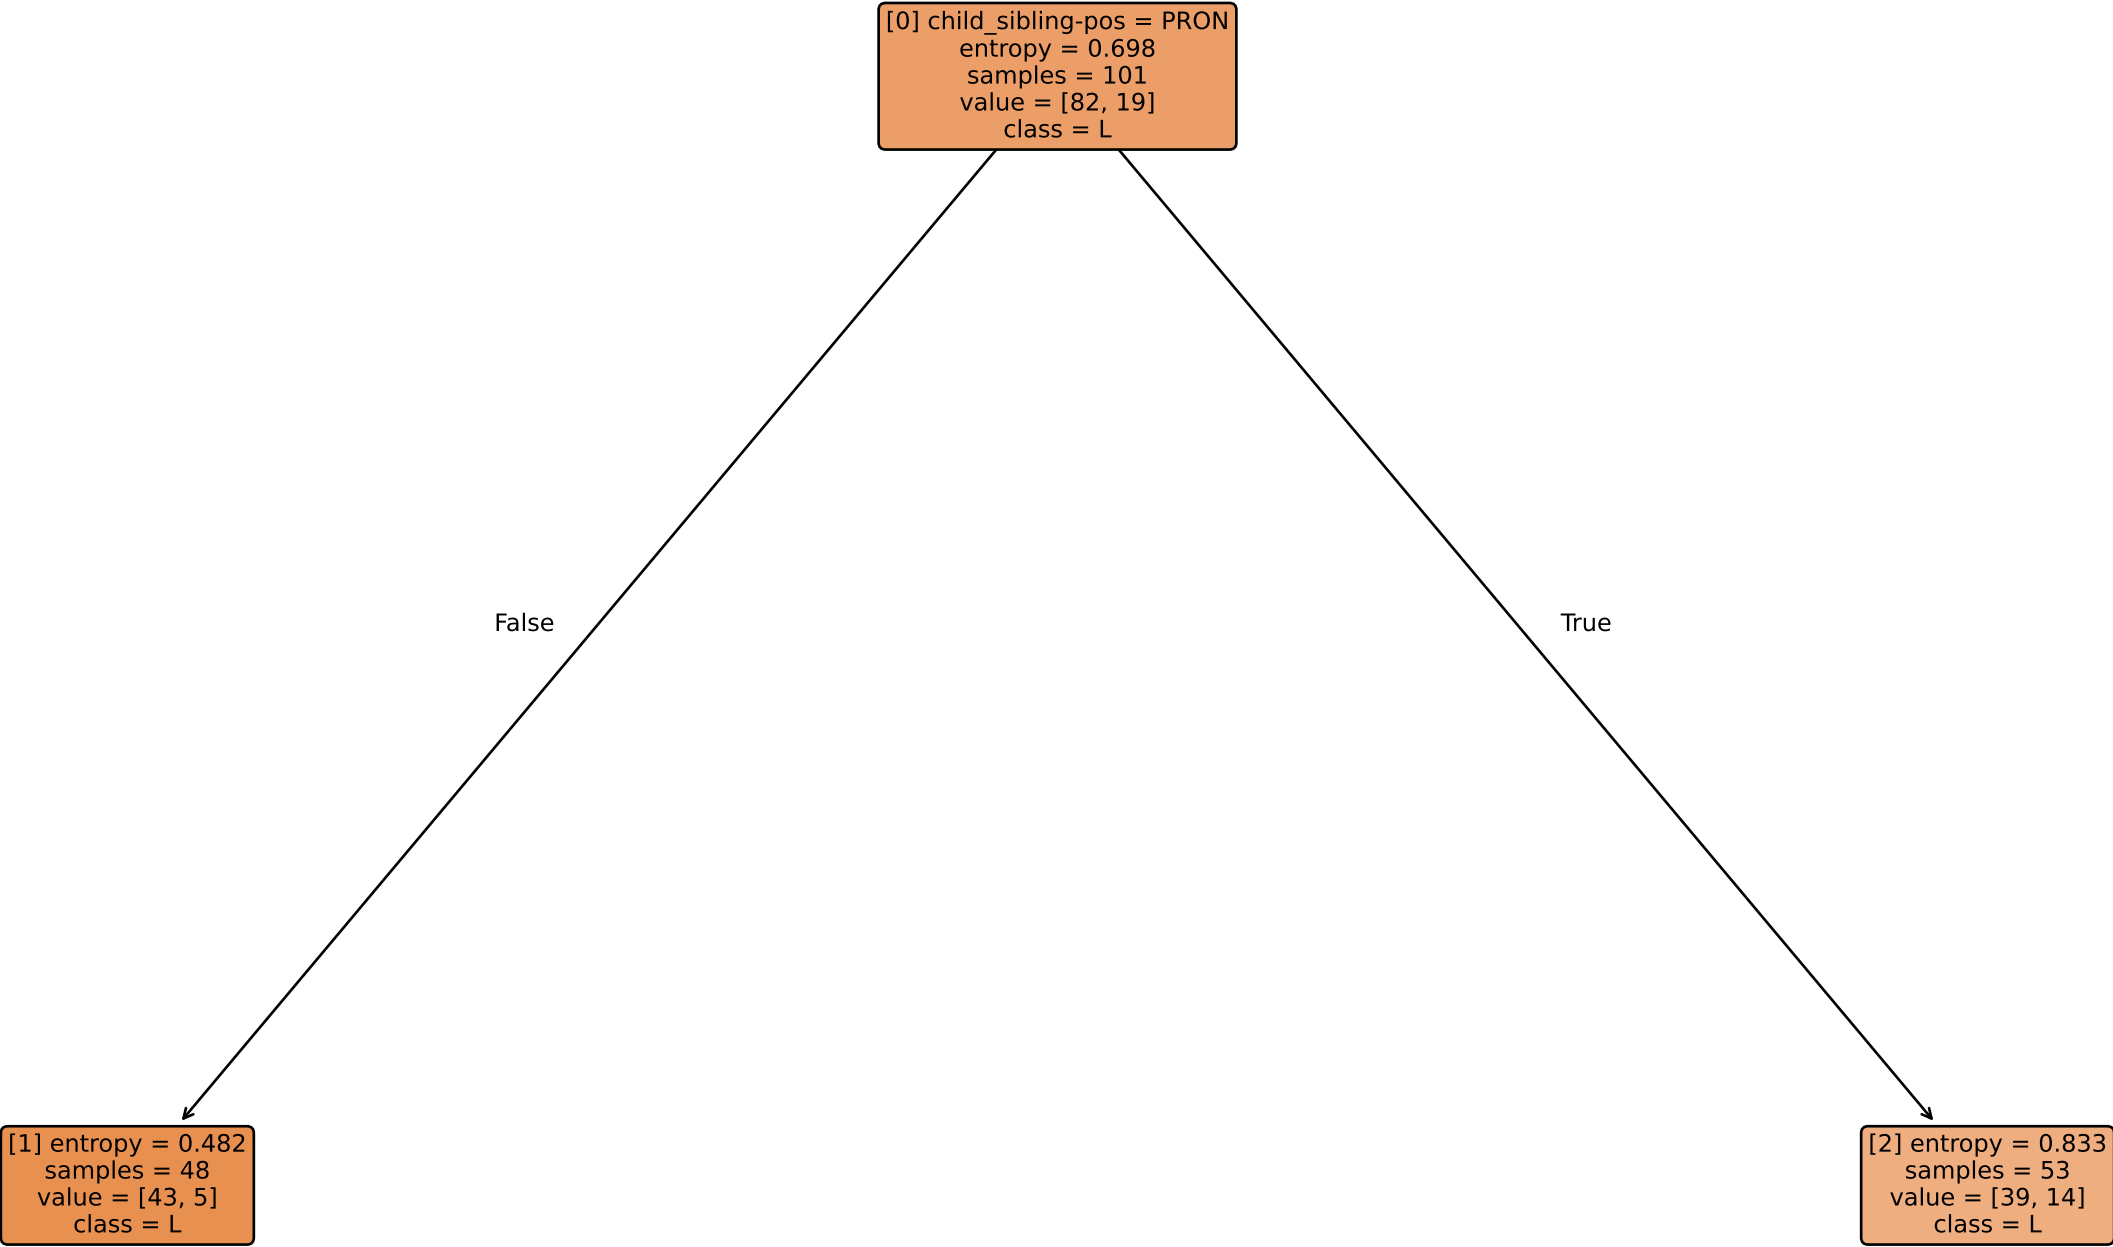 [0] child_sibling-pos = PRON
entropy = 0.698
samples = 101
value = [82, 19]
class = L
False
True
[1] entropy = 0.482
samples = 48
value = [43, 5]
class = L
[2] entropy = 0.833
samples = 53
value = [39, 14]
class = L